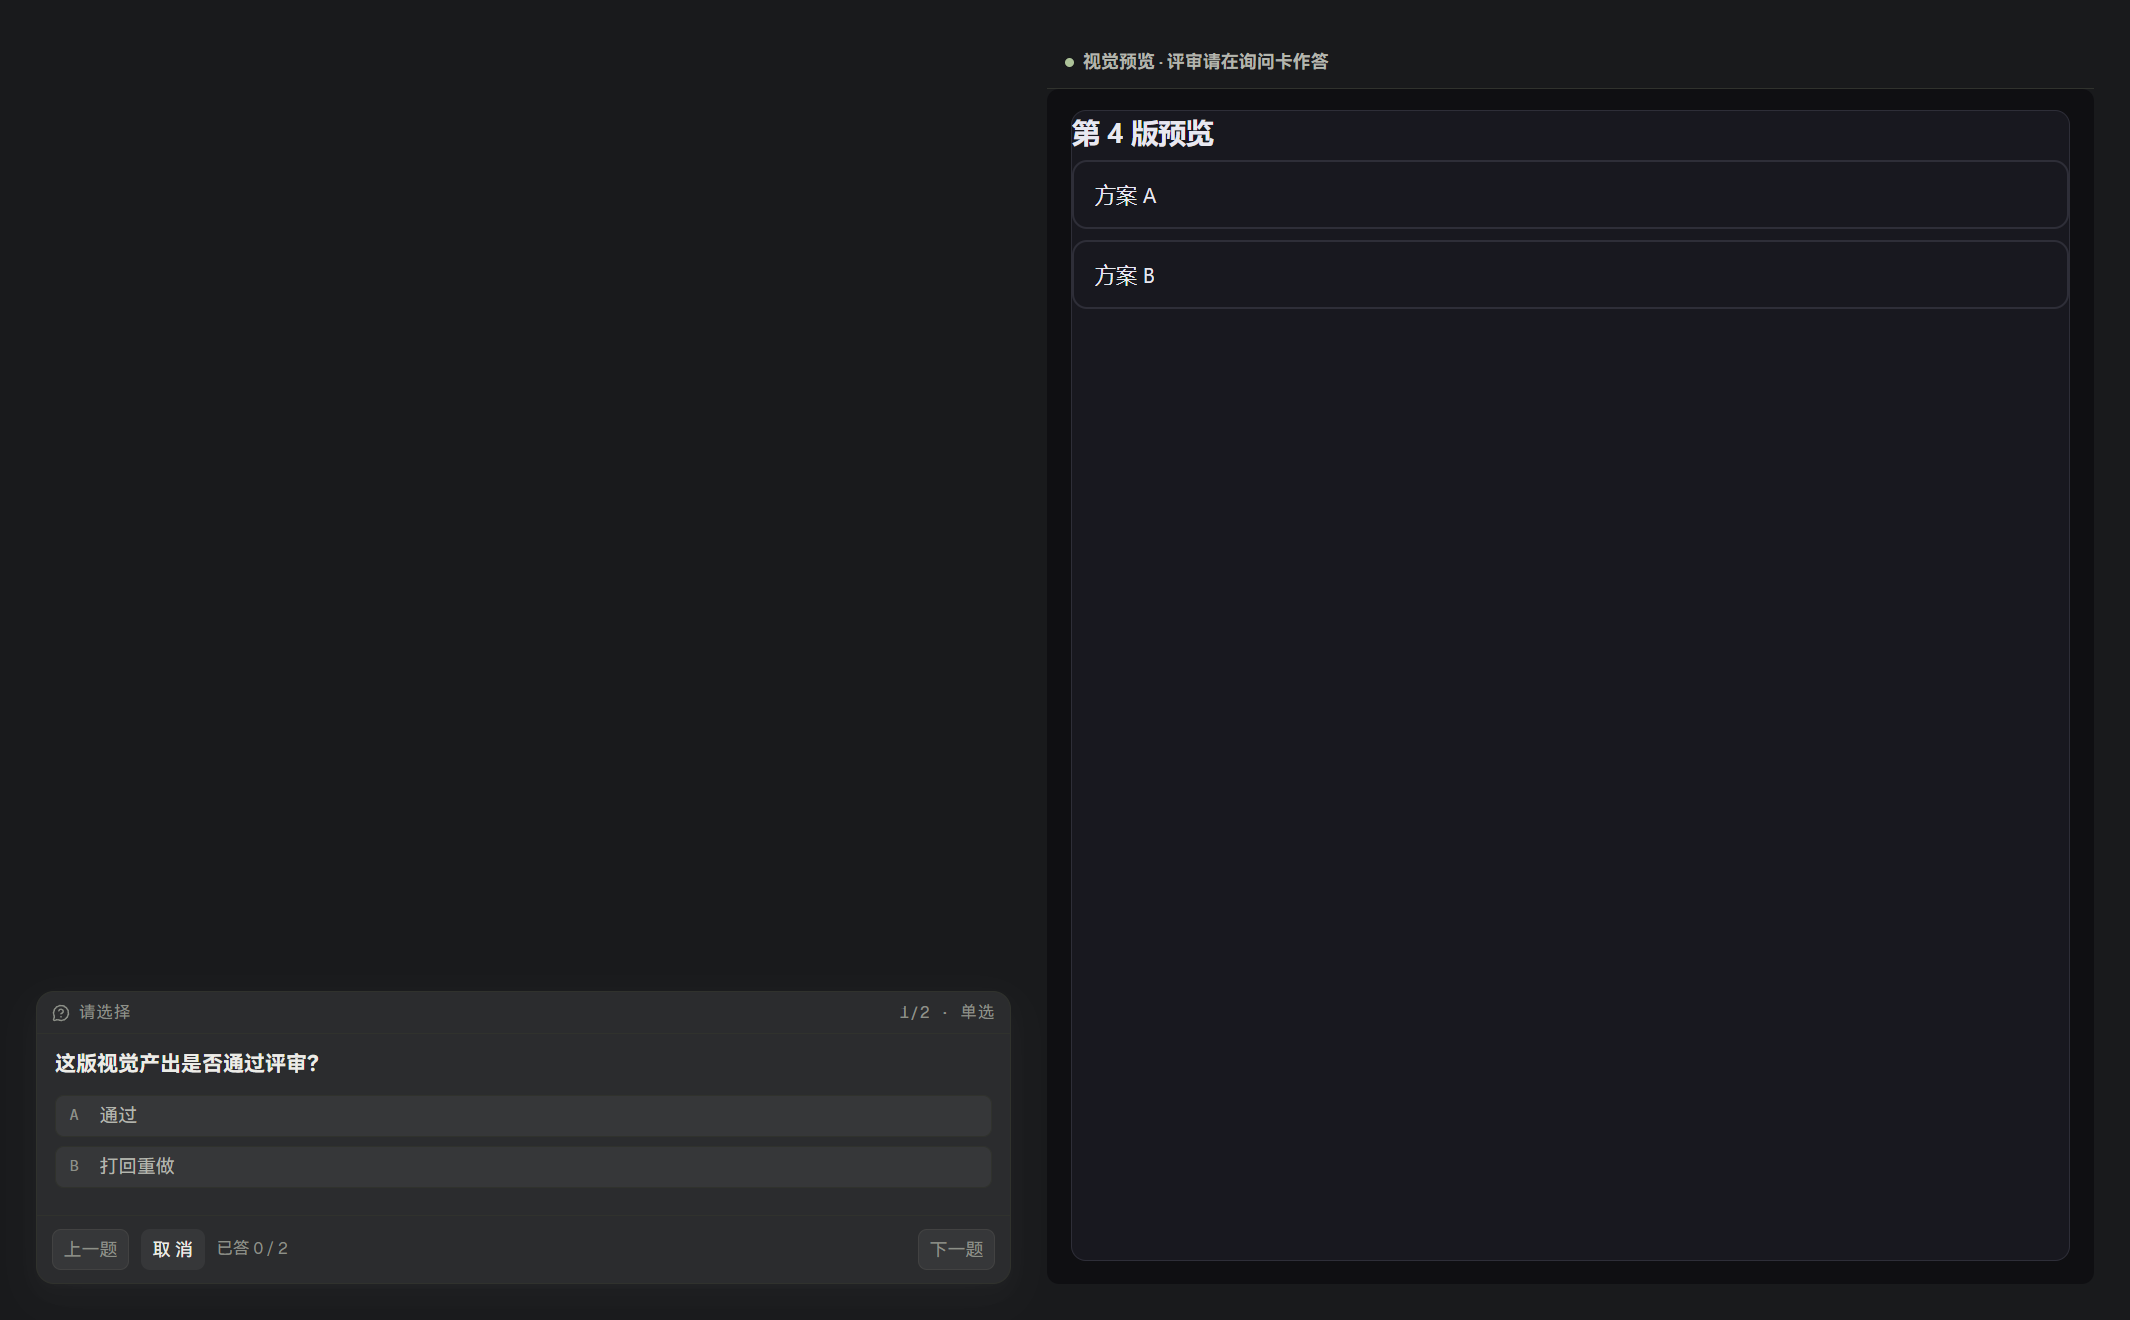 视觉预览 · 评审请在询问卡作答
第 4 版预览
方案 A
方案 B
请选择
1/2 · 单选
这版视觉产出是否通过评审?
A 通过
B 打回重做
上一题
取 消
已答 0 / 2
下一题